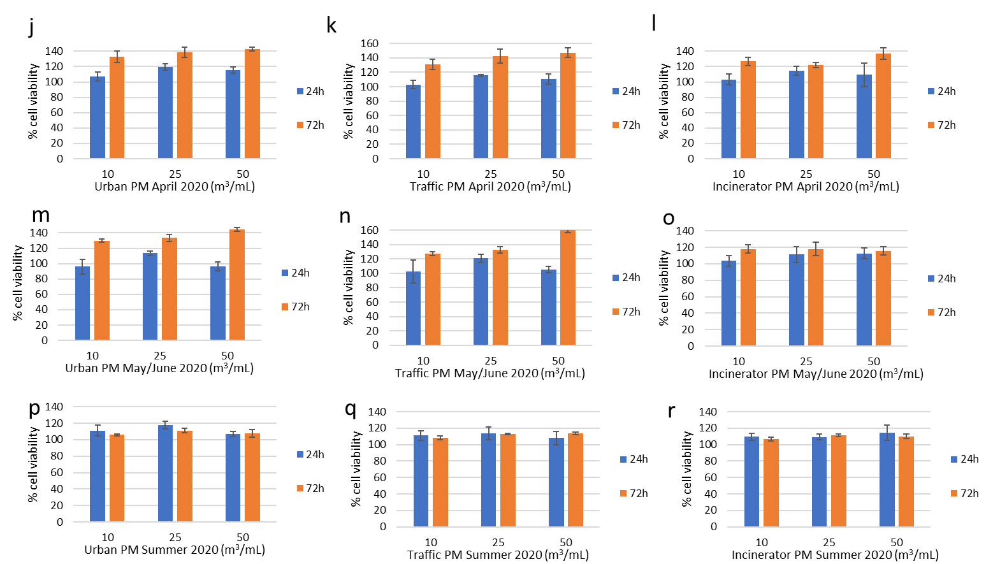 j
% cell viability
140
120
100
80
60
40
20
0
10 25 50
Urban PM April 2020 (m³/mL)
24h
72h
k
% cell viability
160
140
120
100
80
60
40
20
0
10 25 50
Traffic PM April 2020 (m³/mL)
24h
72h
l
% cell viability
140
120
100
80
60
40
20
0
10 25 50
Incinerator PM April 2020 (m³/mL)
24h
72h
m
% cell viability
140
120
100
80
60
40
20
0
10 25 50
Urban PM May/June 2020 (m³/mL)
24h
72h
n
% cell viability
160
140
120
100
80
60
40
20
0
10 25 50
Traffic PM May/June 2020 (m³/mL)
24h
72h
o
% cell viability
140
120
100
80
60
40
20
0
10 25 50
Incinerator PM May/June 2020 (m³/mL)
24h
72h
p
% cell viability
140
120
100
80
60
40
20
0
10 25 50
Urban PM Summer 2020 (m³/mL)
24h
72h
q
% cell viability
140
120
100
80
60
40
20
0
10 25 50
Traffic PM Summer 2020 (m³/mL)
24h
72h
r
% cell viability
140
120
100
80
60
40
20
0
10 25 50
Incinerator PM Summer 2020 (m³/mL)
24h
72h